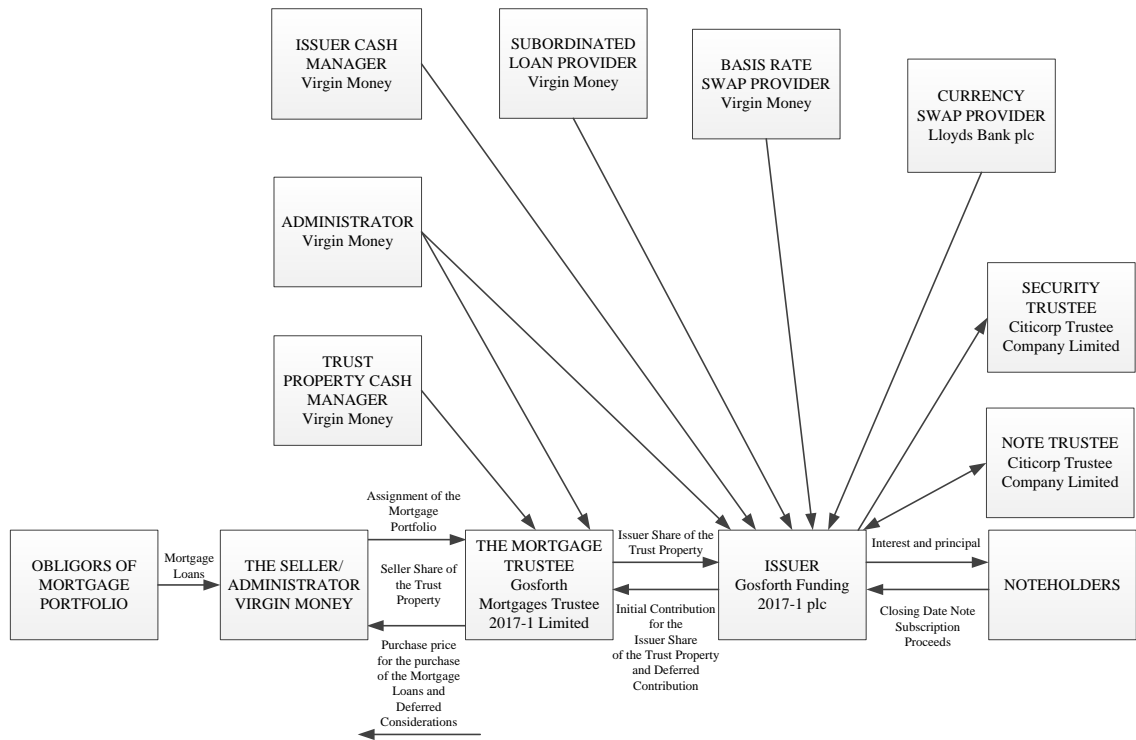 ISSUER CASH
MANAGER
Virgin Money
SUBORDINATED
LOAN PROVIDER
Virgin Money
BASIS RATE
SWAP PROVIDER
Virgin Money
CURRENCY
SWAP PROVIDER
Lloyds Bank plc
ADMINISTRATOR
Virgin Money
SECURITY
TRUSTEE
Citicorp Trustee
Company Limited
TRUST
PROPERTY CASH
MANAGER
Virgin Money
NOTE TRUSTEE
Citicorp Trustee
Company Limited
OBLIGORS OF
MORTGAGE
PORTFOLIO
Mortgage
Loans
THE SELLER/
ADMINISTRATOR
VIRGIN MONEY
Assignment of the
Mortgage
Portfolio
Seller Share of
the Trust
Property
Purchase price
for the purchase
of the Mortgage
Loans and
Deferred
Considerations
THE MORTGAGE
TRUSTEE
Gosforth
Mortgages Trustee
2017-1 Limited
Issuer Share of the
Trust Property
Initial Contribution
for the
Issuer Share
of the Trust Property
and Deferred
Contribution
ISSUER
Gosforth Funding
2017-1 plc
Interest and principal
Closing Date Note
Subscription
Proceeds
NOTEHOLDERS